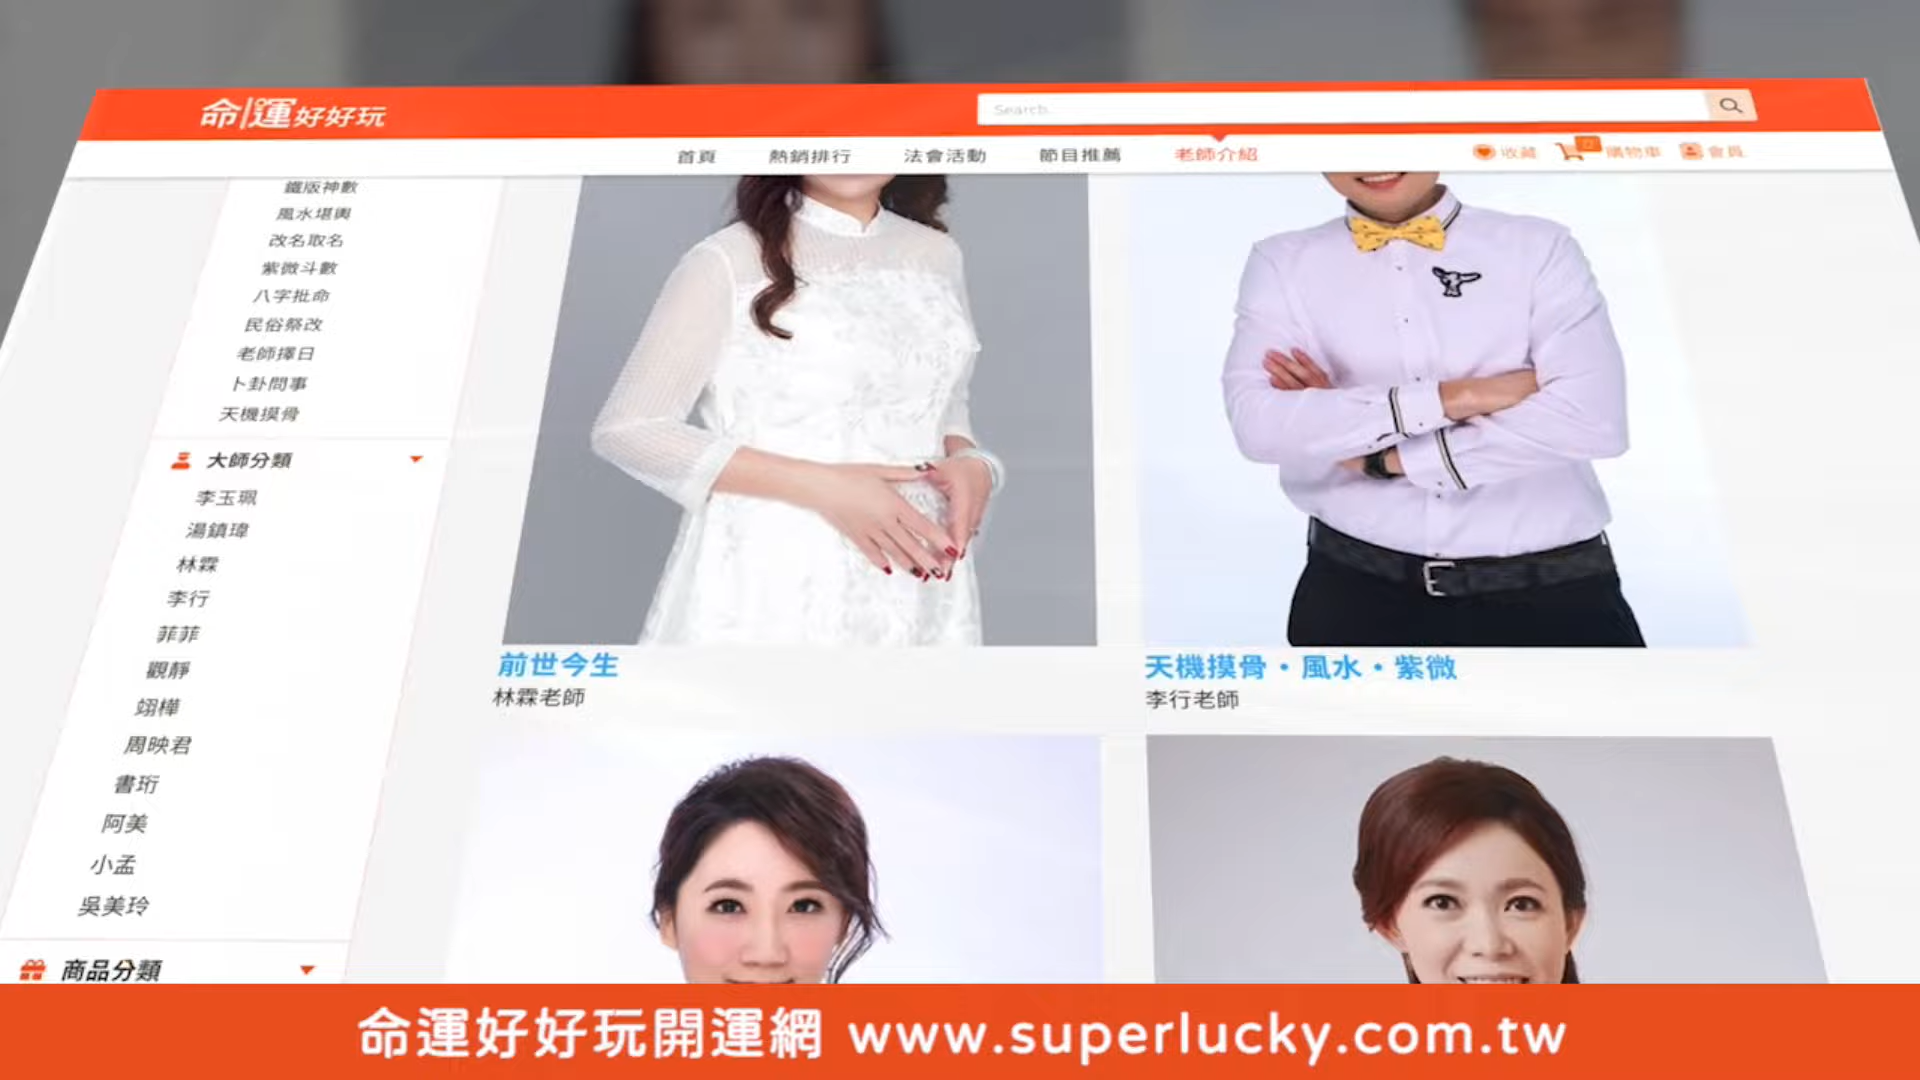 命運好好玩
Search..
首頁 熱銷排行 法會活動 節目推薦 老師介紹
收藏 0 購物車 會員
鐵版神數
風水堪輿
改名取名
紫微斗數
八字批命
民俗祭改
老師擇日
卜卦問事
天機摸骨
大師分類
李玉珮
湯鎮瑋
林霖
李行
菲菲
觀靜
翊樺
周映君
書珩
阿美
小孟
吳美玲
商品分類
前世今生
林霖老師
天機摸骨・風水・紫微
李行老師
命運好好玩開運網 www.superlucky.com.tw